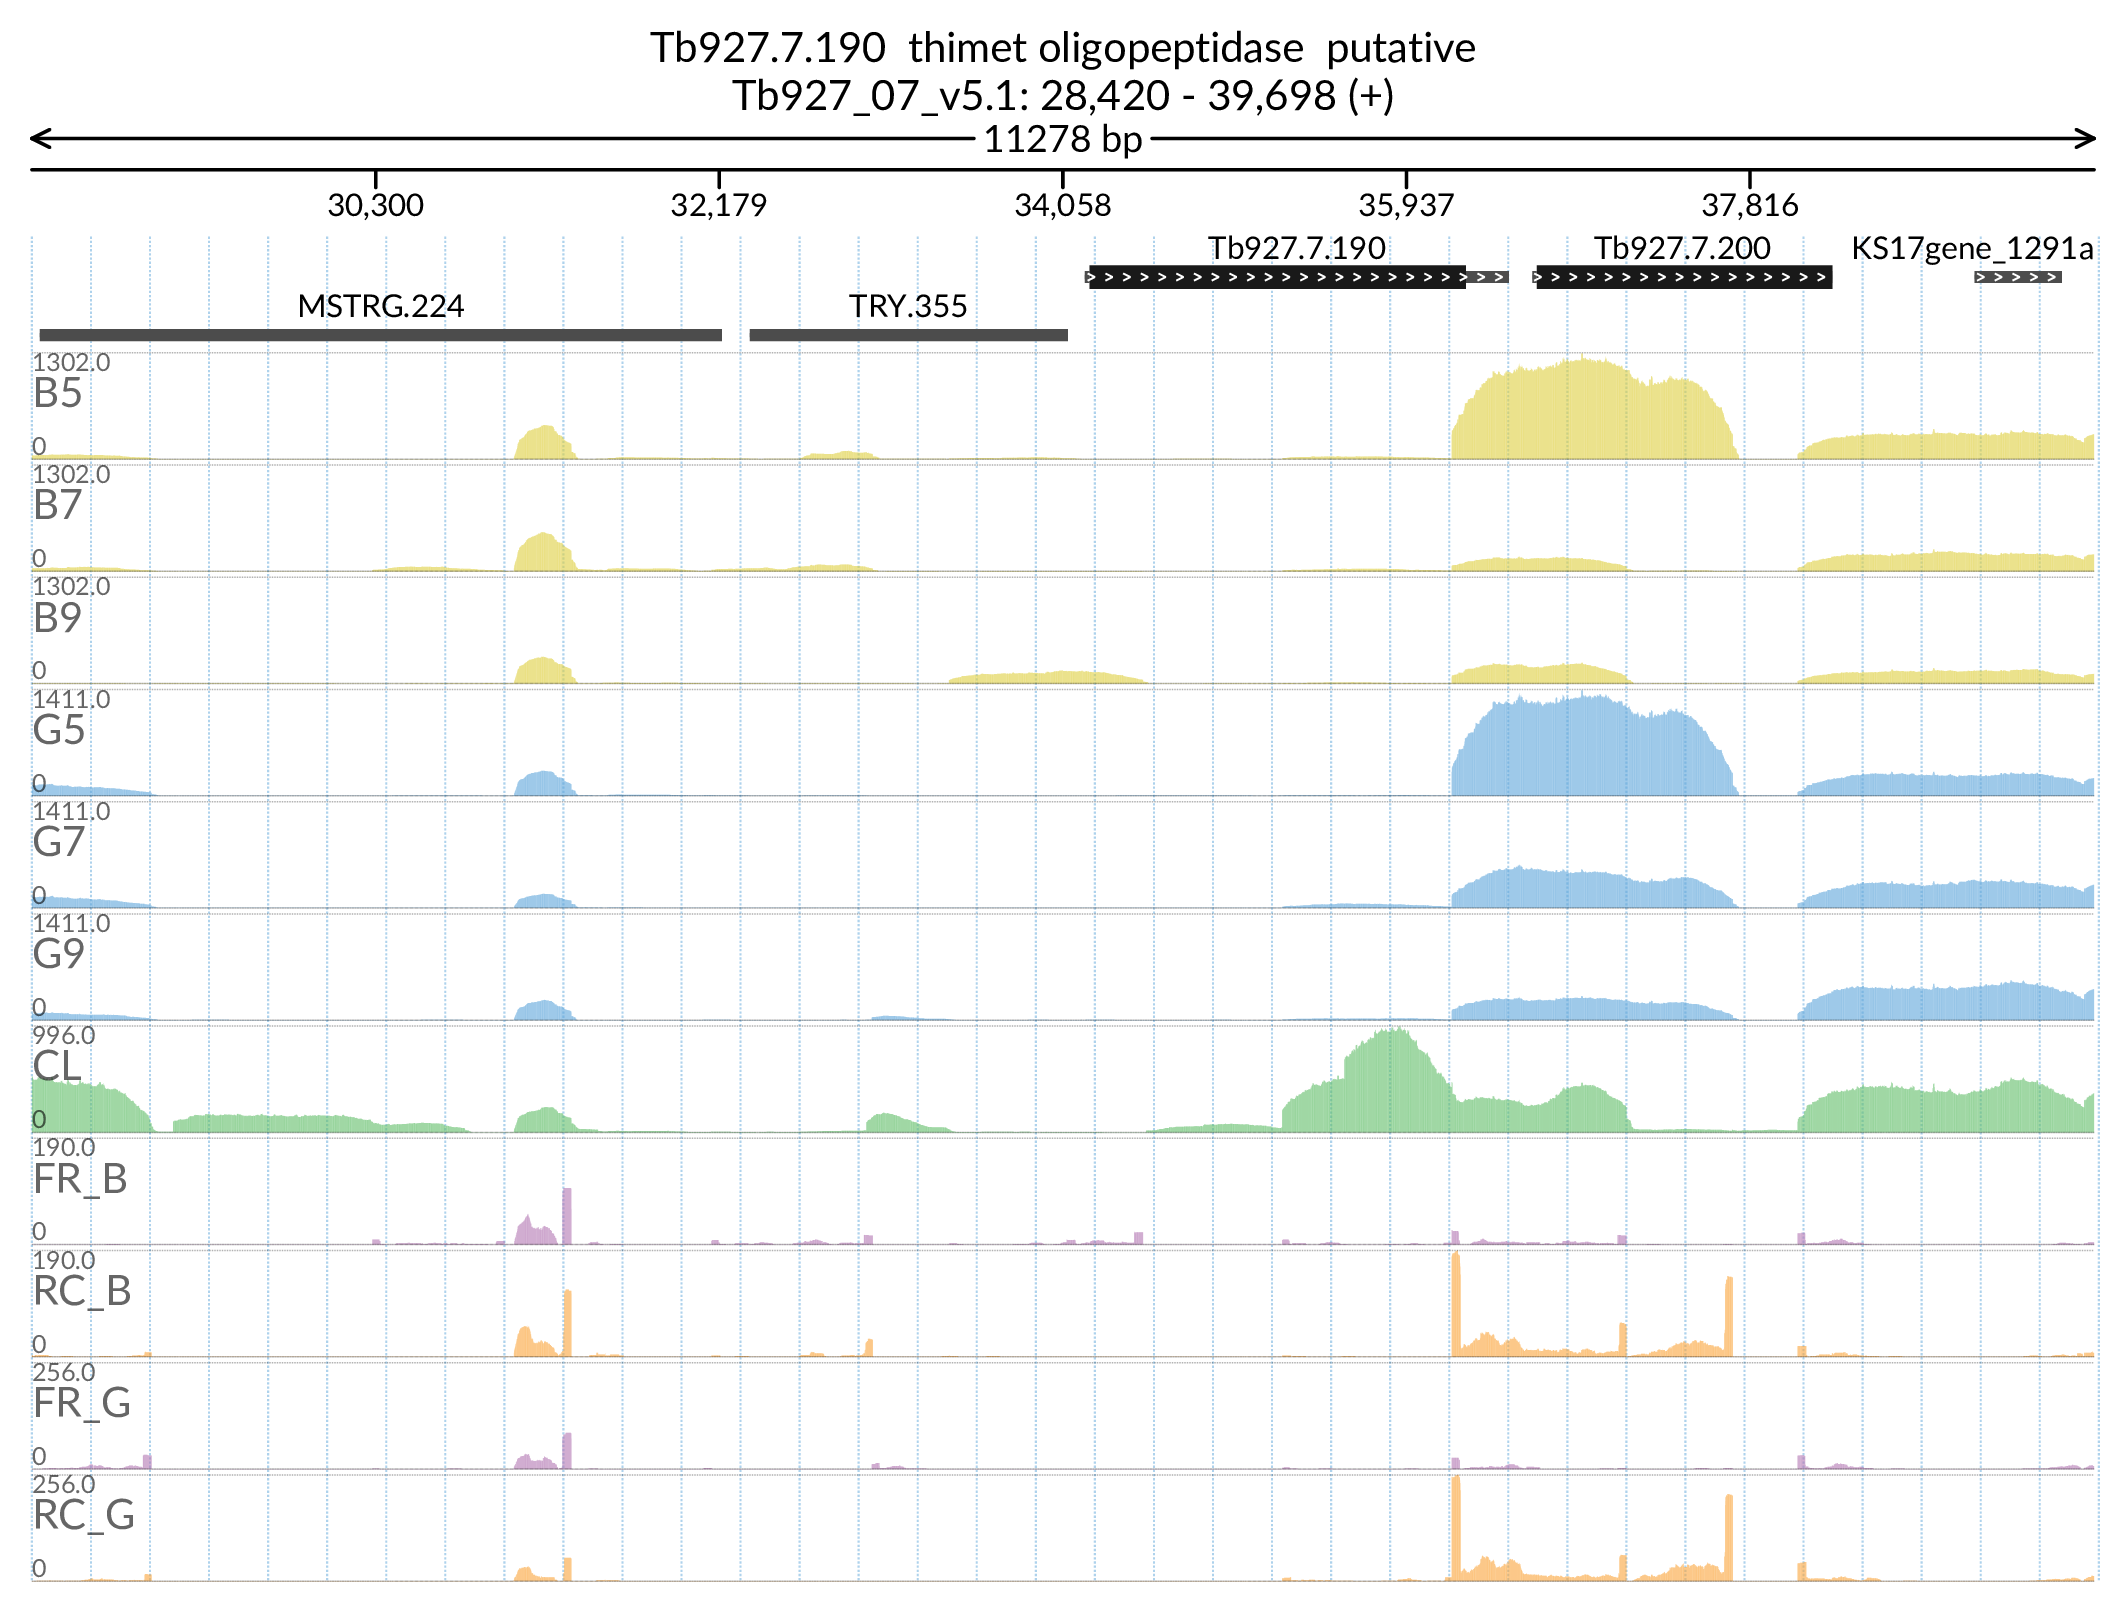 Tb927.7.190  thimet oligopeptidase  putative
Tb927_07_v5.1: 28,420 - 39,698 (+)
11278 bp
30,300 32,179 34,058 35,937 37,816
Tb927.7.190 Tb927.7.200 KS17gene_1291a
MSTRG.224 TRY.355
1302.0
B5
0
1302.0
B7
0
1302.0
B9
0
1411.0
G5
0
1411.0
G7
0
1411.0
G9
0
996.0
CL
0
190.0
FR_B
0
190.0
RC_B
0
256.0
FR_G
0
256.0
RC_G
0